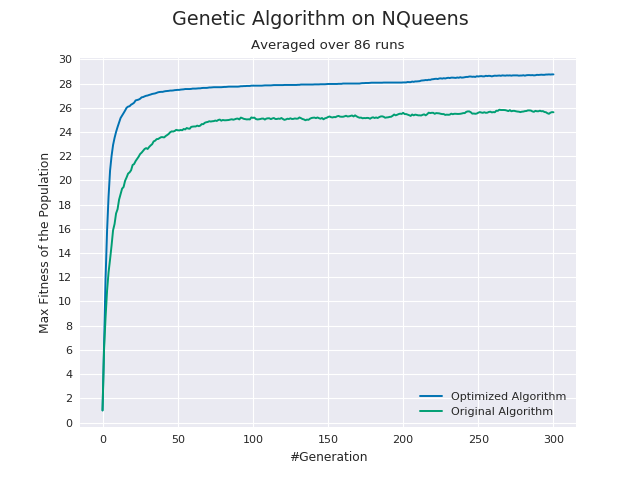 Genetic Algorithm on NQueens
Averaged over 86 runs
Max Fitness of the Population
30
28
26
24
22
20
18
16
14
12
10
8
6
4
2
0
0 50 100 150 200 250 300
#Generation
Optimized Algorithm
Original Algorithm